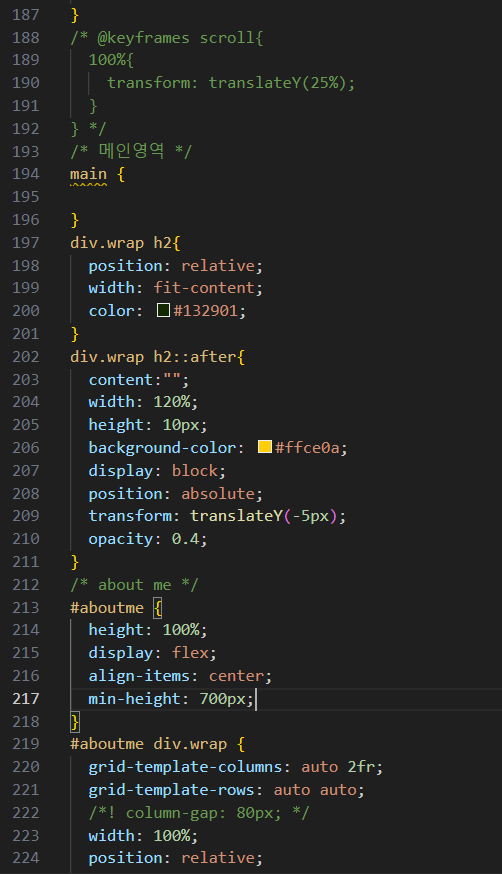 187 }
188 /* @keyframes scroll{
189 100%{
190 transform: translateY(25%);
191 }
192 } */
193 /* 메인영역 */
194 main {
195
196 }
197 div.wrap h2{
198 position: relative;
199 width: fit-content;
200 color: #132901;
201 }
202 div.wrap h2::after{
203 content:"";
204 width: 120%;
205 height: 10px;
206 background-color: #ffce0a;
207 display: block;
208 position: absolute;
209 transform: translateY(-5px);
210 opacity: 0.4;
211 }
212 /* about me */
213 #aboutme {
214 height: 100%;
215 display: flex;
216 align-items: center;
217 min-height: 700px;
218 }
219 #aboutme div.wrap {
220 grid-template-columns: auto 2fr;
221 grid-template-rows: auto auto;
222 /*! column-gap: 80px; */
223 width: 100%;
224 position: relative;